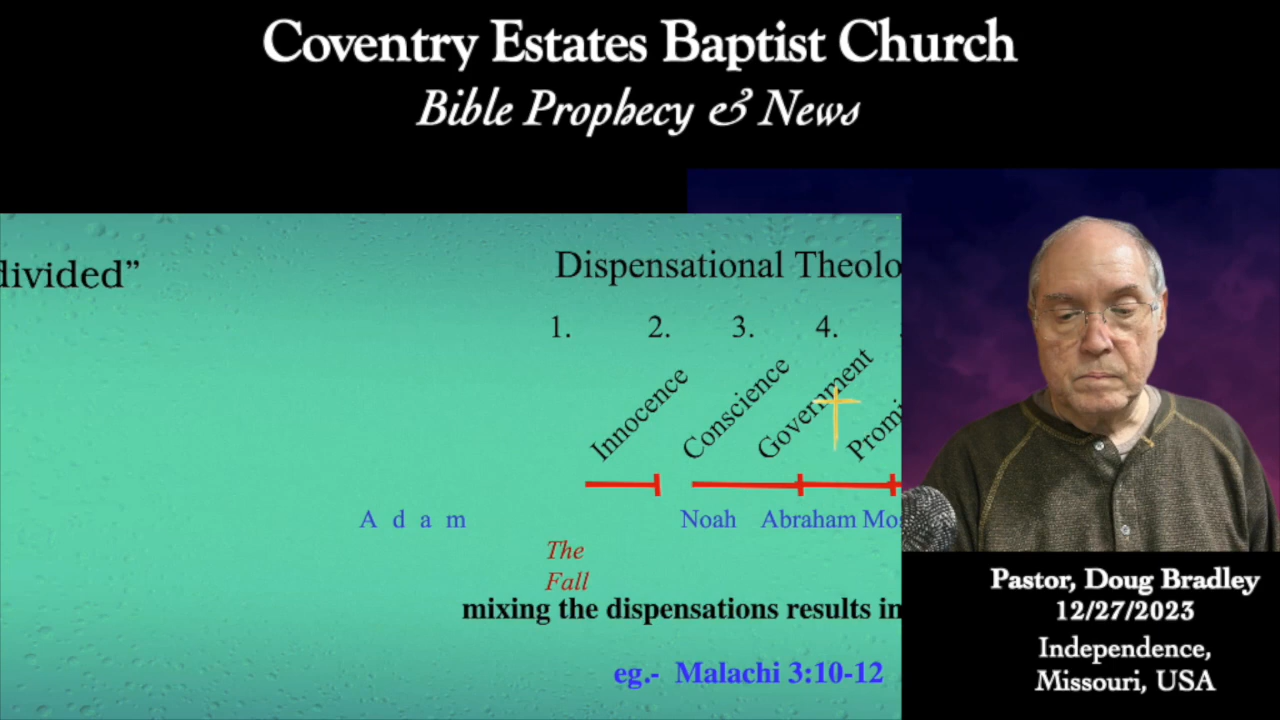 Coventry Estates Baptist Church
Bible Prophecy & News
divided”
Dispensational Theolo
1. 2. 3. 4.
Innocence
Conscience
Government
Promi
A d a m
Noah Abraham Mos
The
Fall
mixing the dispensations results in
eg.- Malachi 3:10-12
Pastor, Doug Bradley
12/27/2023
Independence,
Missouri, USA